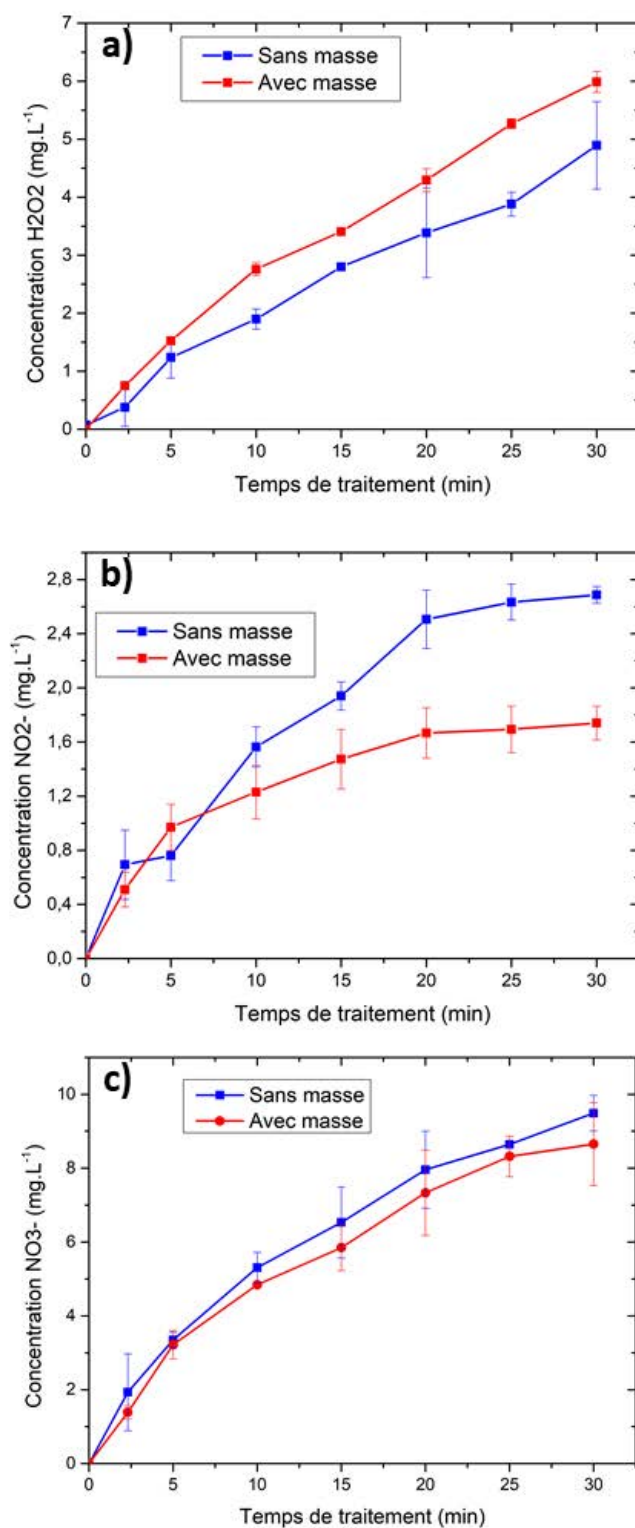 a)
Sans masse
Avec masse
Concentration H2O2 (mg.L-1)
7
6
5
4
3
2
1
0
0 5 10 15 20 25 30
Temps de traitement (min)
b)
Sans masse
Avec masse
Concentration NO2- (mg.L-1)
2,8
2,4
2,0
1,6
1,2
0,8
0,4
0,0
0 5 10 15 20 25 30
Temps de traitement (min)
c)
Sans masse
Avec masse
Concentration NO3- (mg.L-1)
10
8
6
4
2
0
0 5 10 15 20 25 30
Temps de traitement (min)